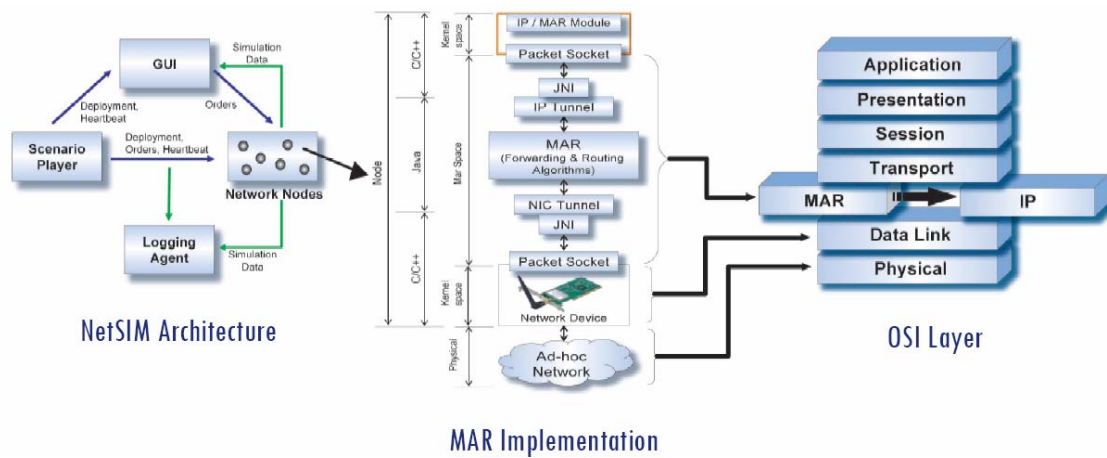 Simulation
Data
GUI
Deployment,
Heartbeat
Orders
Scenario
Player
Deployment,
Orders, Heartbeat
Network Nodes
Logging
Agent
Simulation
Data
NetSIM Architecture
Node
C/C++
Java
C/C++
Kernel
space
Mar Space
Kernel
space
Physical
IP / MAR Module
Packet Socket
JNI
IP Tunnel
MAR
(Forwarding & Routing
Algorithms)
NIC Tunnel
JNI
Packet Socket
Network Device
Ad-hoc
Network
MAR Implementation
Application
Presentation
Session
Transport
MAR
IP
Data Link
Physical
OSI Layer